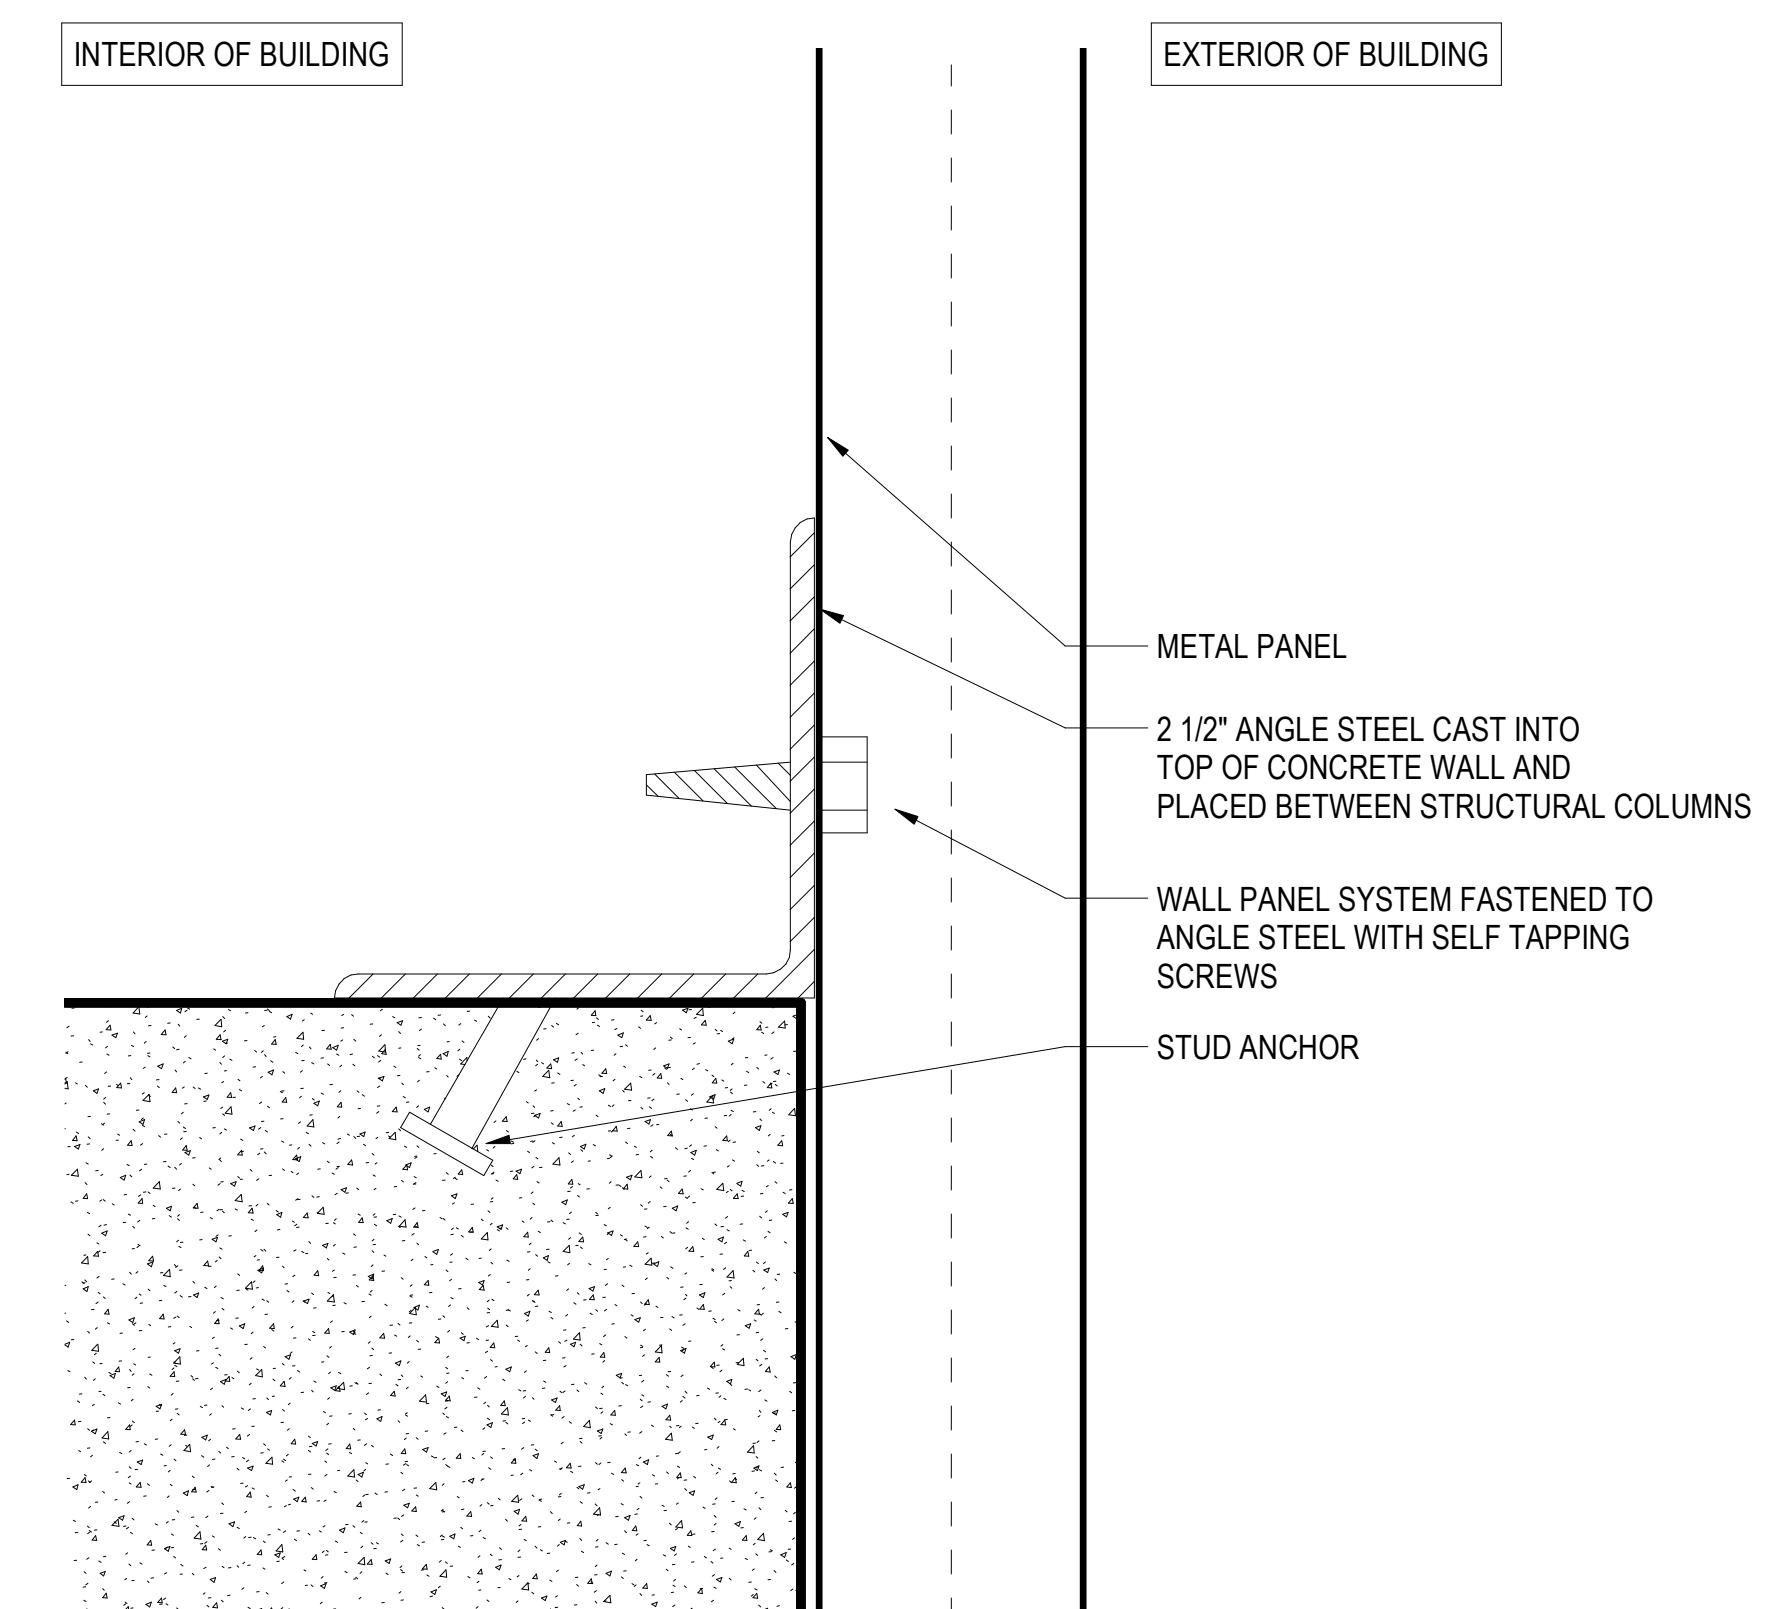 INTERIOR OF BUILDING
EXTERIOR OF BUILDING
METAL PANEL
2 1/2" ANGLE STEEL CAST INTO
TOP OF CONCRETE WALL AND
PLACED BETWEEN STRUCTURAL COLUMNS
WALL PANEL SYSTEM FASTENED TO
ANGLE STEEL WITH SELF TAPPING
SCREWS
STUD ANCHOR